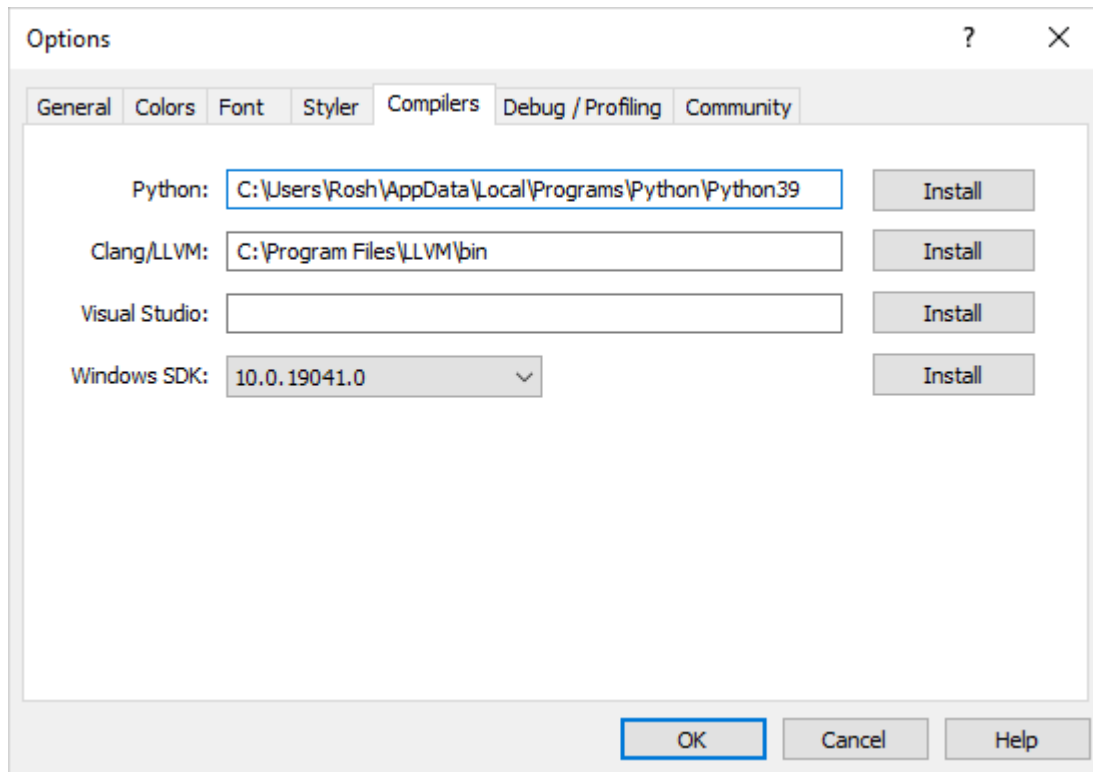 Options ?
General Colors Font Styler Compilers Debug / Profiling Community
Python: C:\Users\Rosh\AppData\Local\Programs\Python\Python39 Install
Clang/LLVM: C:\Program Files\LLVM\bin Install
Visual Studio: Install
Windows SDK: 10.0.19041.0 Install
OK Cancel Help